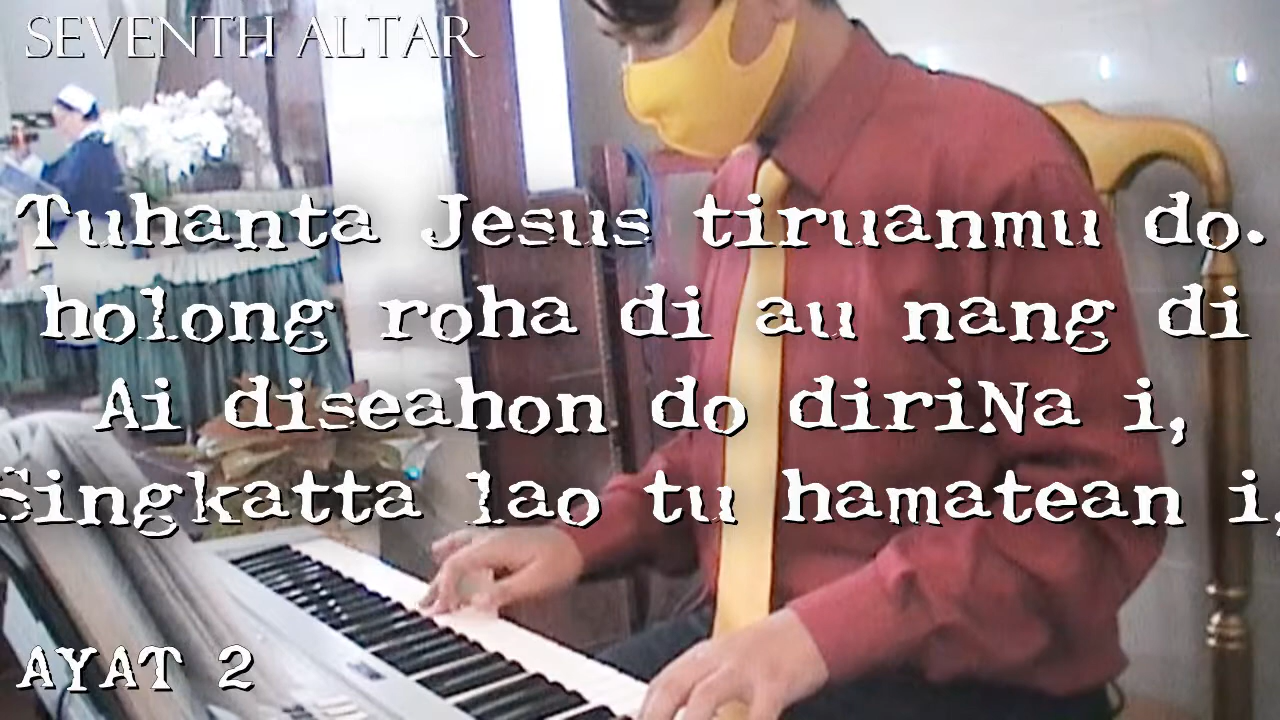 SEVENTH ALTAR
Tuhanta Jesus tiruanmu do.
holong roha di au nang di
Ai diseahon do diriNa i,
Singkatta lao tu hamatean i,
AYAT 2